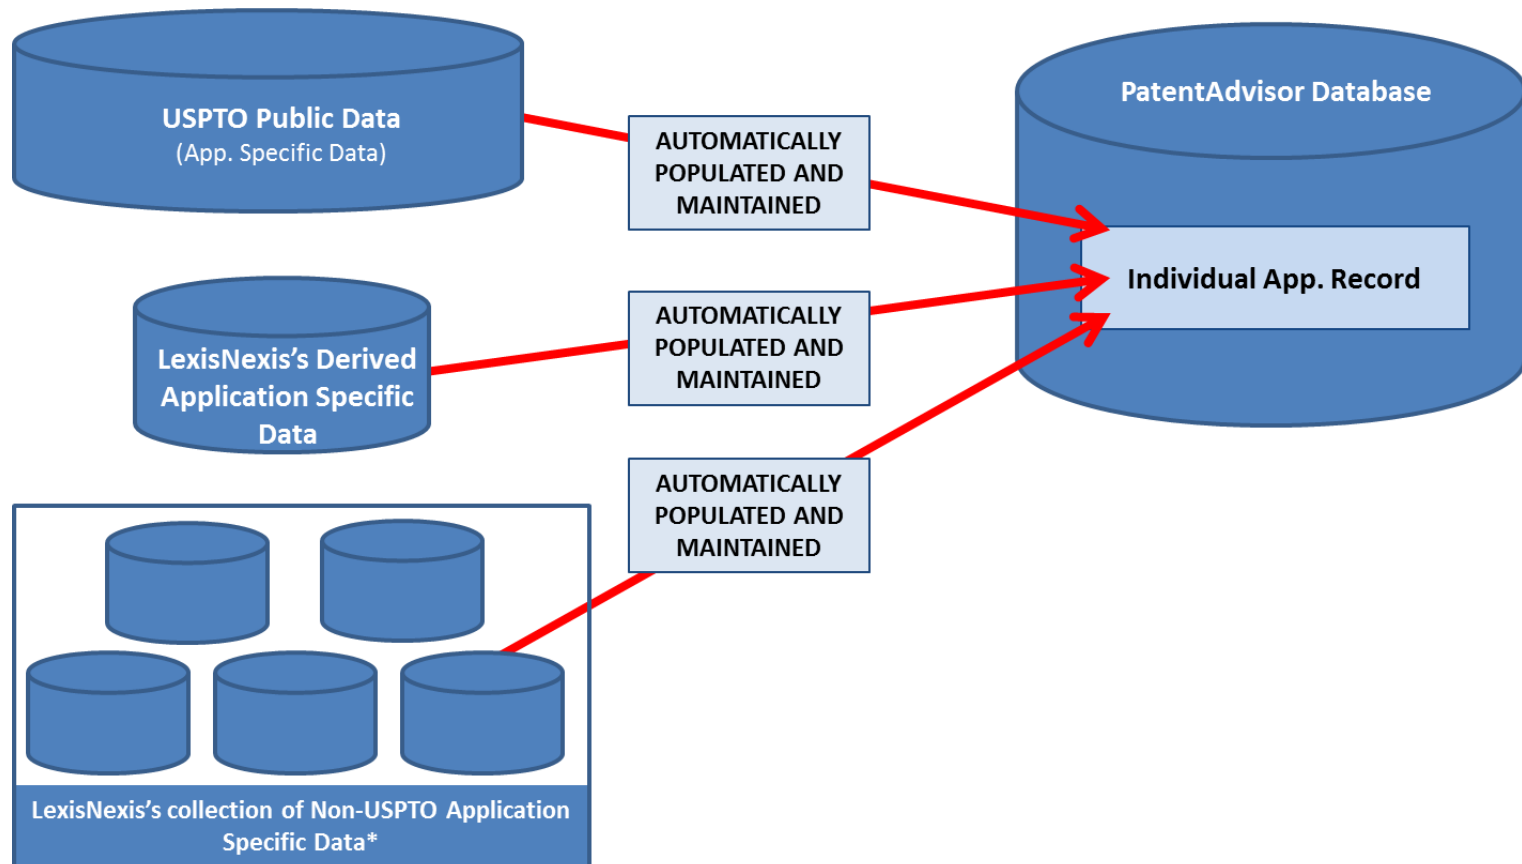 USPTO Public Data
(App. Specific Data)
AUTOMATICALLY
POPULATED AND
MAINTAINED
PatentAdvisor Database
Individual App. Record
LexisNexis’s Derived
Application Specific
Data
AUTOMATICALLY
POPULATED AND
MAINTAINED
AUTOMATICALLY
POPULATED AND
MAINTAINED
LexisNexis’s collection of Non-USPTO Application
Specific Data*